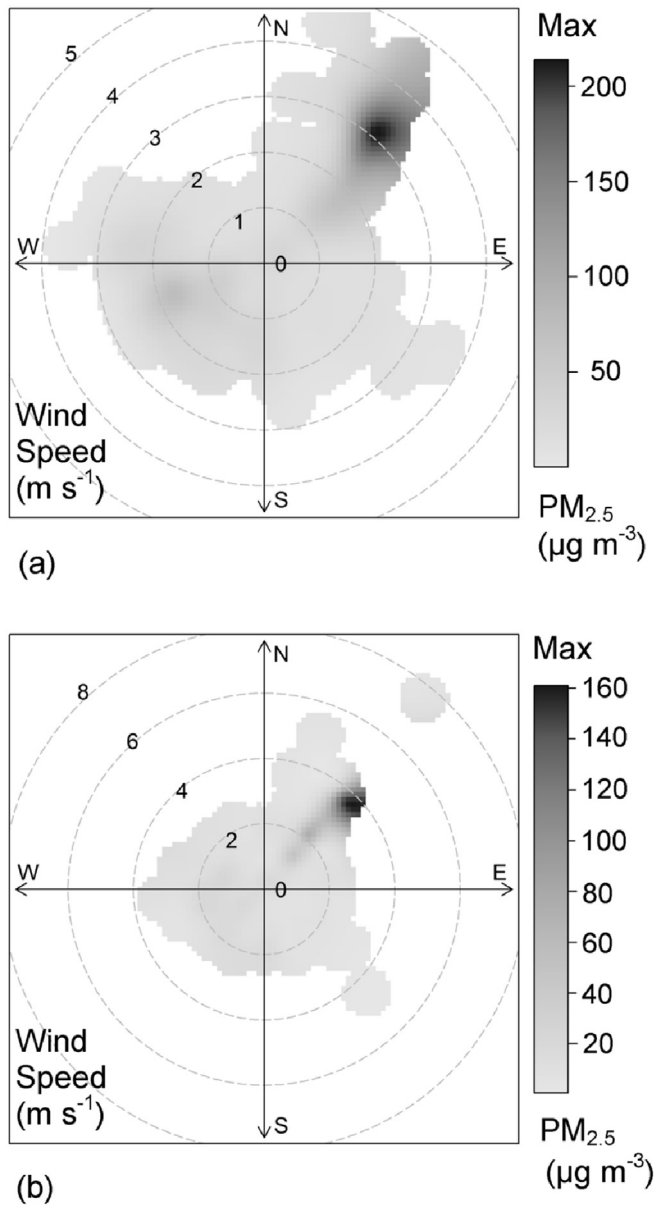 N
Max
5
4
3
2
1
W
0
E
200
150
100
50
Wind
Speed
(m s⁻¹)
S
PM₂.₅
(µg m⁻³)
(a)
N
Max
8
6
4
2
W
0
E
160
140
120
100
80
60
40
20
Wind
Speed
(m s⁻¹)
S
PM₂.₅
(µg m⁻³)
(b)